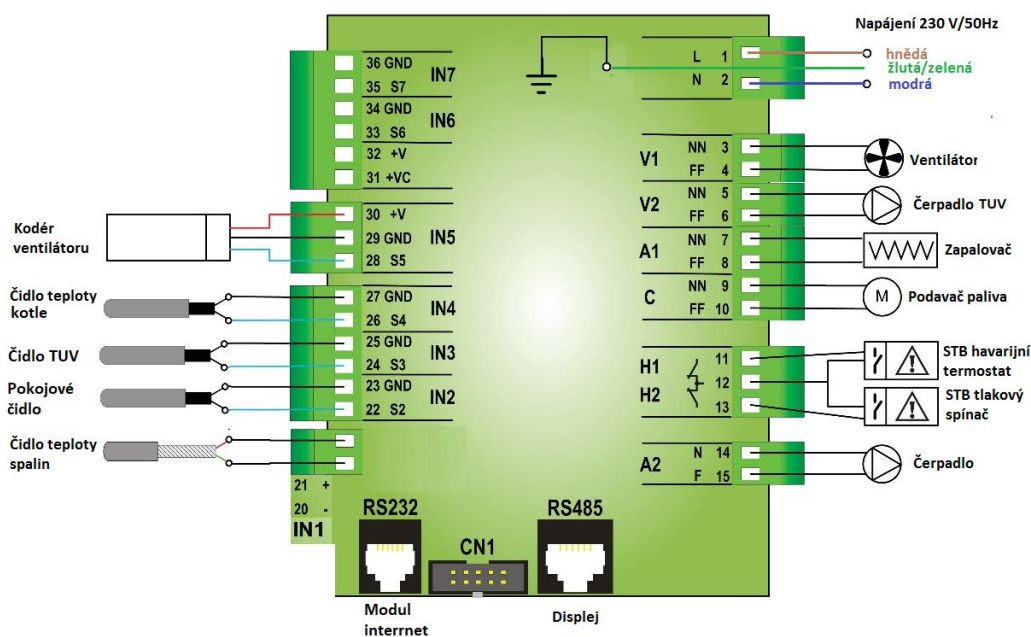 Napájení 230 V/50Hz
L 1
hnědá
žlutá/zelená
N 2
modrá
36 GND
IN7
35 S7
34 GND
IN6
33 S6
32 +V
31 +VC
Kodér
ventilátoru
30 +V
29 GND
IN5
28 S5
Čidlo teploty
kotle
27 GND
IN4
26 S4
Čidlo TUV
25 GND
IN3
24 S3
Pokojové
čidlo
23 GND
IN2
22 S2
Čidlo teploty
spalin
21 +
20 -
IN1
V1
NN 3
FF 4
Ventilátor
V2
NN 5
FF 6
Čerpadlo TUV
A1
NN 7
FF 8
Zapalovač
C
NN 9
FF 10
M
Podavač paliva
H1
11
12
H2
13
STB havarijní
termostat
STB tlakový
spínač
A2
N 14
F 15
Čerpadlo
RS232
CN1
RS485
Modul
interrnet
Displej